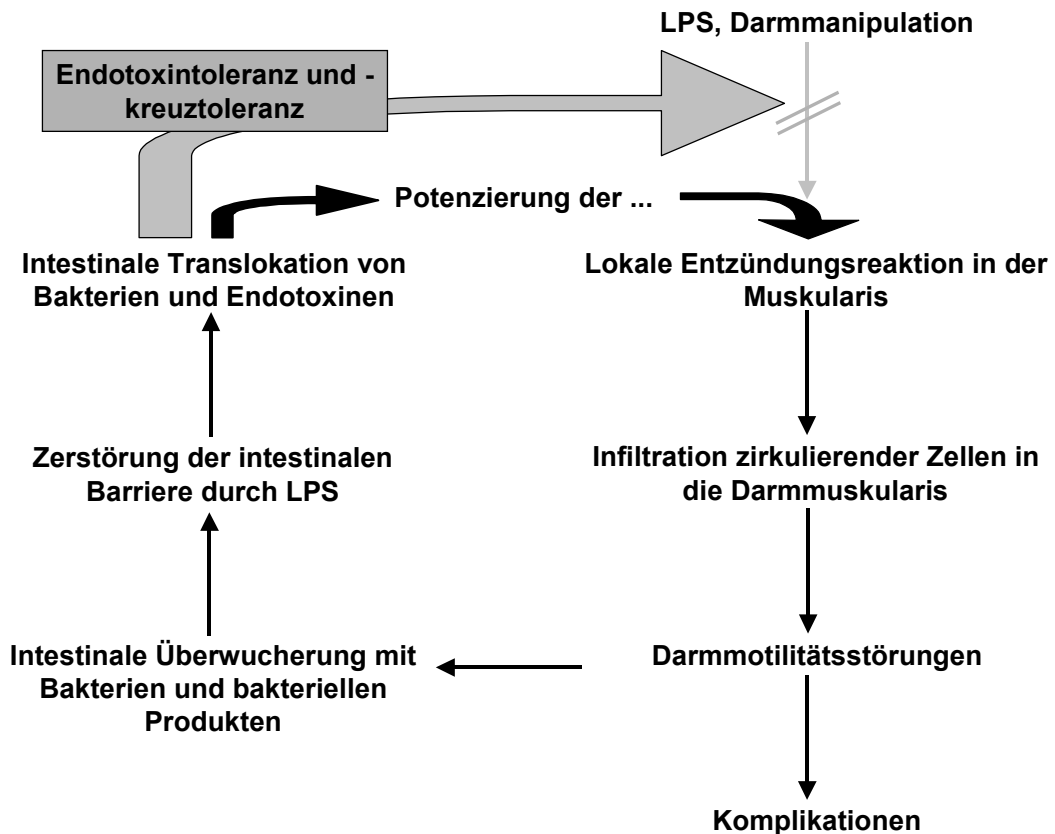 LPS, Darmmanipulation
Endotoxintoleranz und -
kreuztoleranz
Potenzierung der ...
Intestinale Translokation von
Bakterien und Endotoxinen
Lokale Entzündungsreaktion in der
Muskularis
Zerstörung der intestinalen
Barriere durch LPS
Infiltration zirkulierender Zellen in
die Darmmuskularis
Intestinale Überwucherung mit
Bakterien und bakteriellen
Produkten
Darmmotilitätsstörungen
Komplikationen